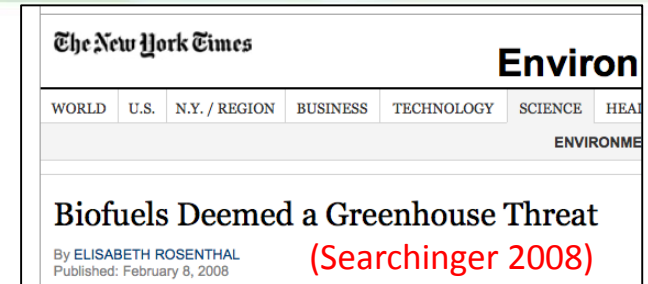 The New York Times
Environ
WORLD U.S. N.Y. / REGION BUSINESS TECHNOLOGY SCIENCE HEA
ENVIRONME
Biofuels Deemed a Greenhouse Threat
By ELISABETH ROSENTHAL
Published: February 8, 2008
(Searchinger 2008)